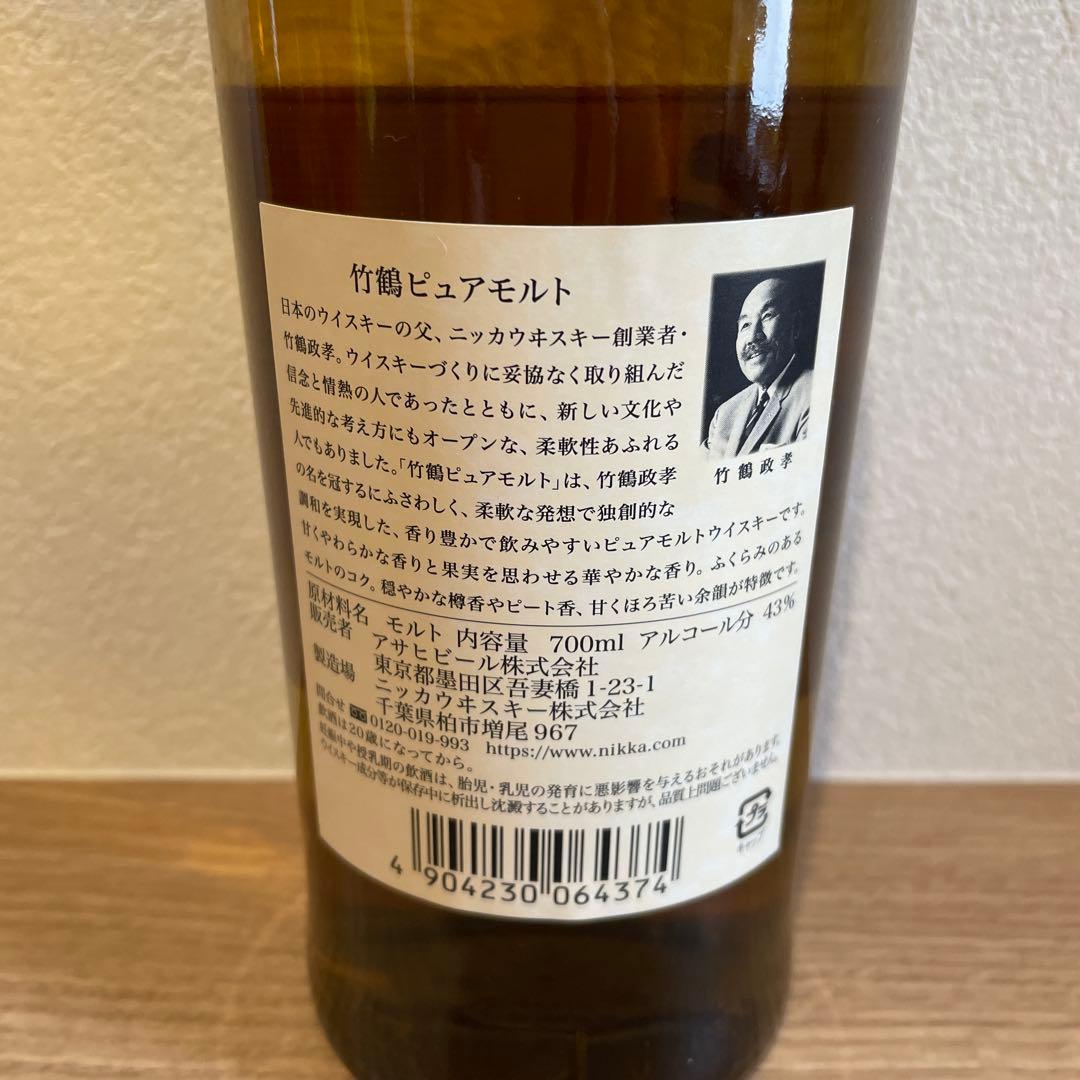 竹鶴ピュアモルト
日本のウイスキーの父、ニッカウヰスキー創業者・
竹鶴政孝。ウイスキーづくりに妥協なく取り組んだ
信念と情熱の人であったとともに、新しい文化や
先進的な考え方にもオープンな、柔軟性あふれる
人でもありました。「竹鶴ピュアモルト」は、竹鶴政孝
の名を冠するにふさわしく、柔軟な発想で独創的な
調和を実現した、香り豊かで飲みやすいピュアモルトウイスキーです。
甘くやわらかな香りと果実を思わせる華やかな香り。ふくらみのある
モルトのコク。穏やかな樽香やピート香、甘くほろ苦い余韻が特徴です。
竹鶴政孝
原材料名 モルト 内容量 700ml アルコール分 43%
販売者 アサヒビール株式会社
東京都墨田区吾妻橋1-23-1
製造場 ニッカウヰスキー株式会社
千葉県柏市増尾967
問合せ 0120-019-993 https://www.nikka.com
飲酒は20歳になってから。
妊娠中や授乳期の飲酒は、胎児・乳児の発育に悪影響を与えるおそれがあります。
ウイスキー成分等が保存中に析出し沈澱することがありますが、品質上問題ございません。
プラ
キャップ
4 904230 064374